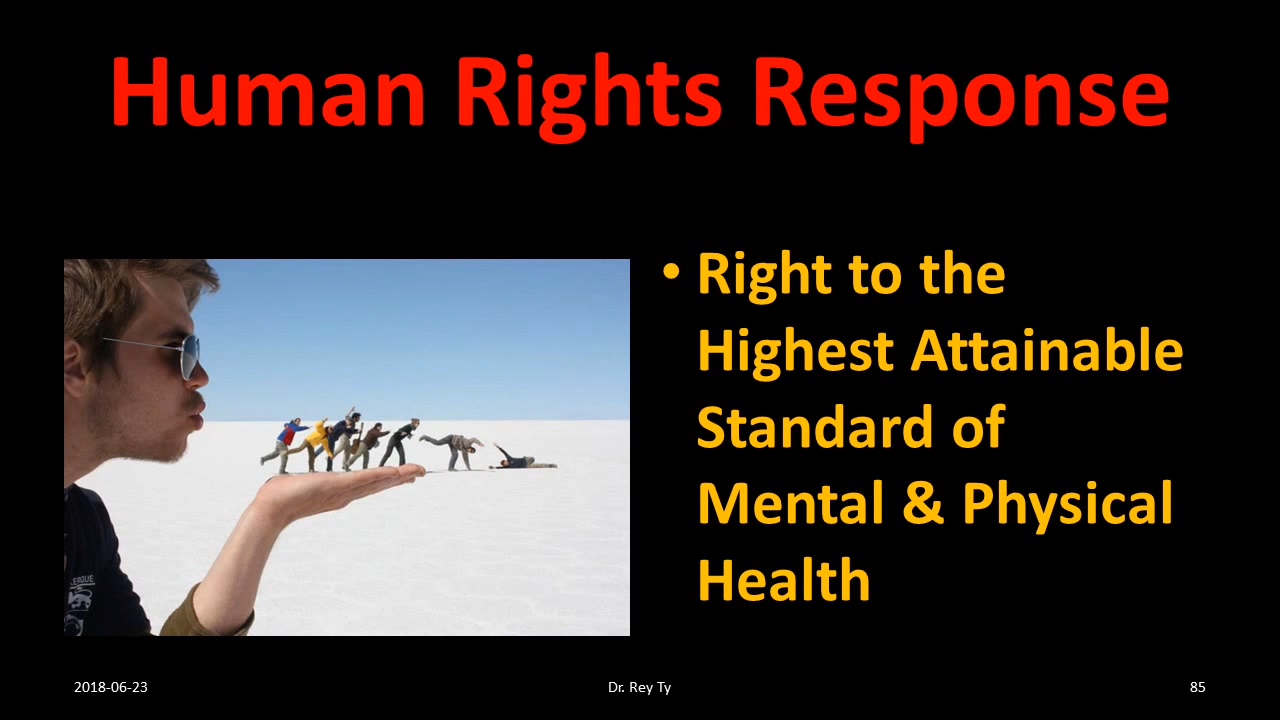 Human Rights Response
• Right to the
Highest Attainable
Standard of
Mental & Physical
Health
2018-06-23
Dr. Rey Ty
85